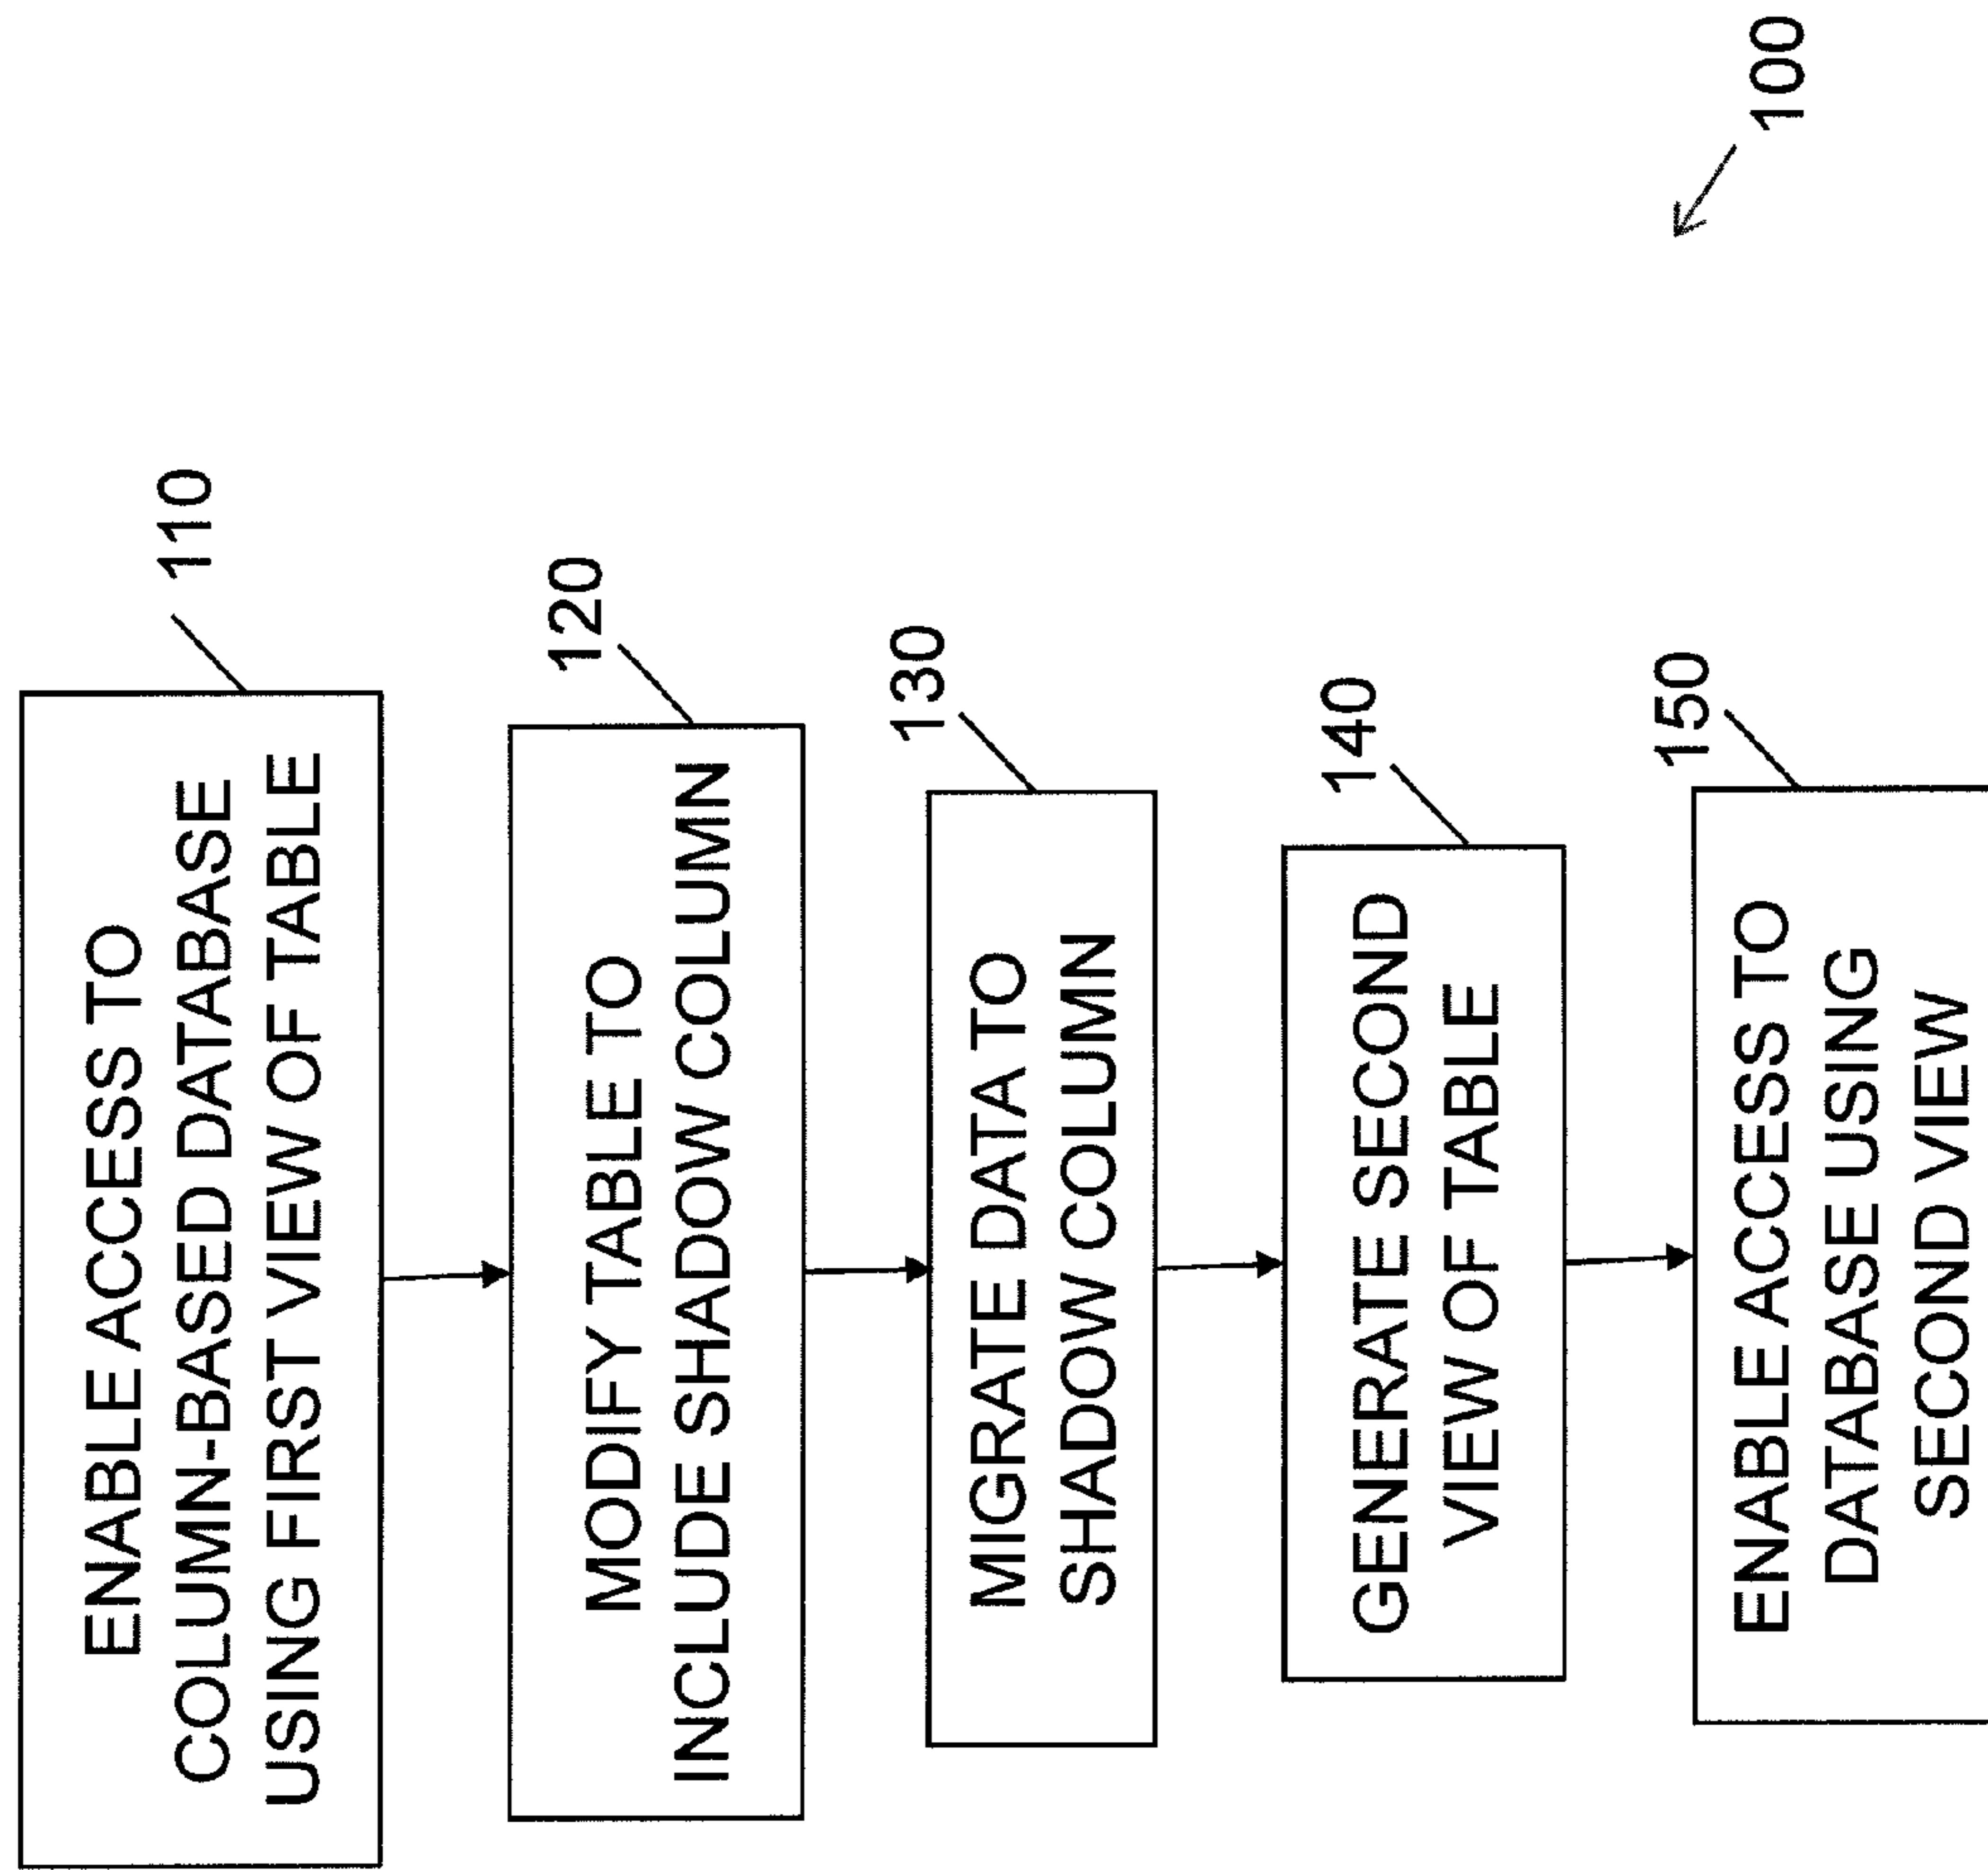 ENABLE ACCESS TO
COLUMN-BASED DATABASE
USING FIRST VIEW OF TABLE
110
MODIFY TABLE TO
INCLUDE SHADOW COLUMN
120
MIGRATE DATA TO
SHADOW COLUMN
130
GENERATE SECOND
VIEW OF TABLE
140
ENABLE ACCESS TO
DATABASE USING
SECOND VIEW
150
100